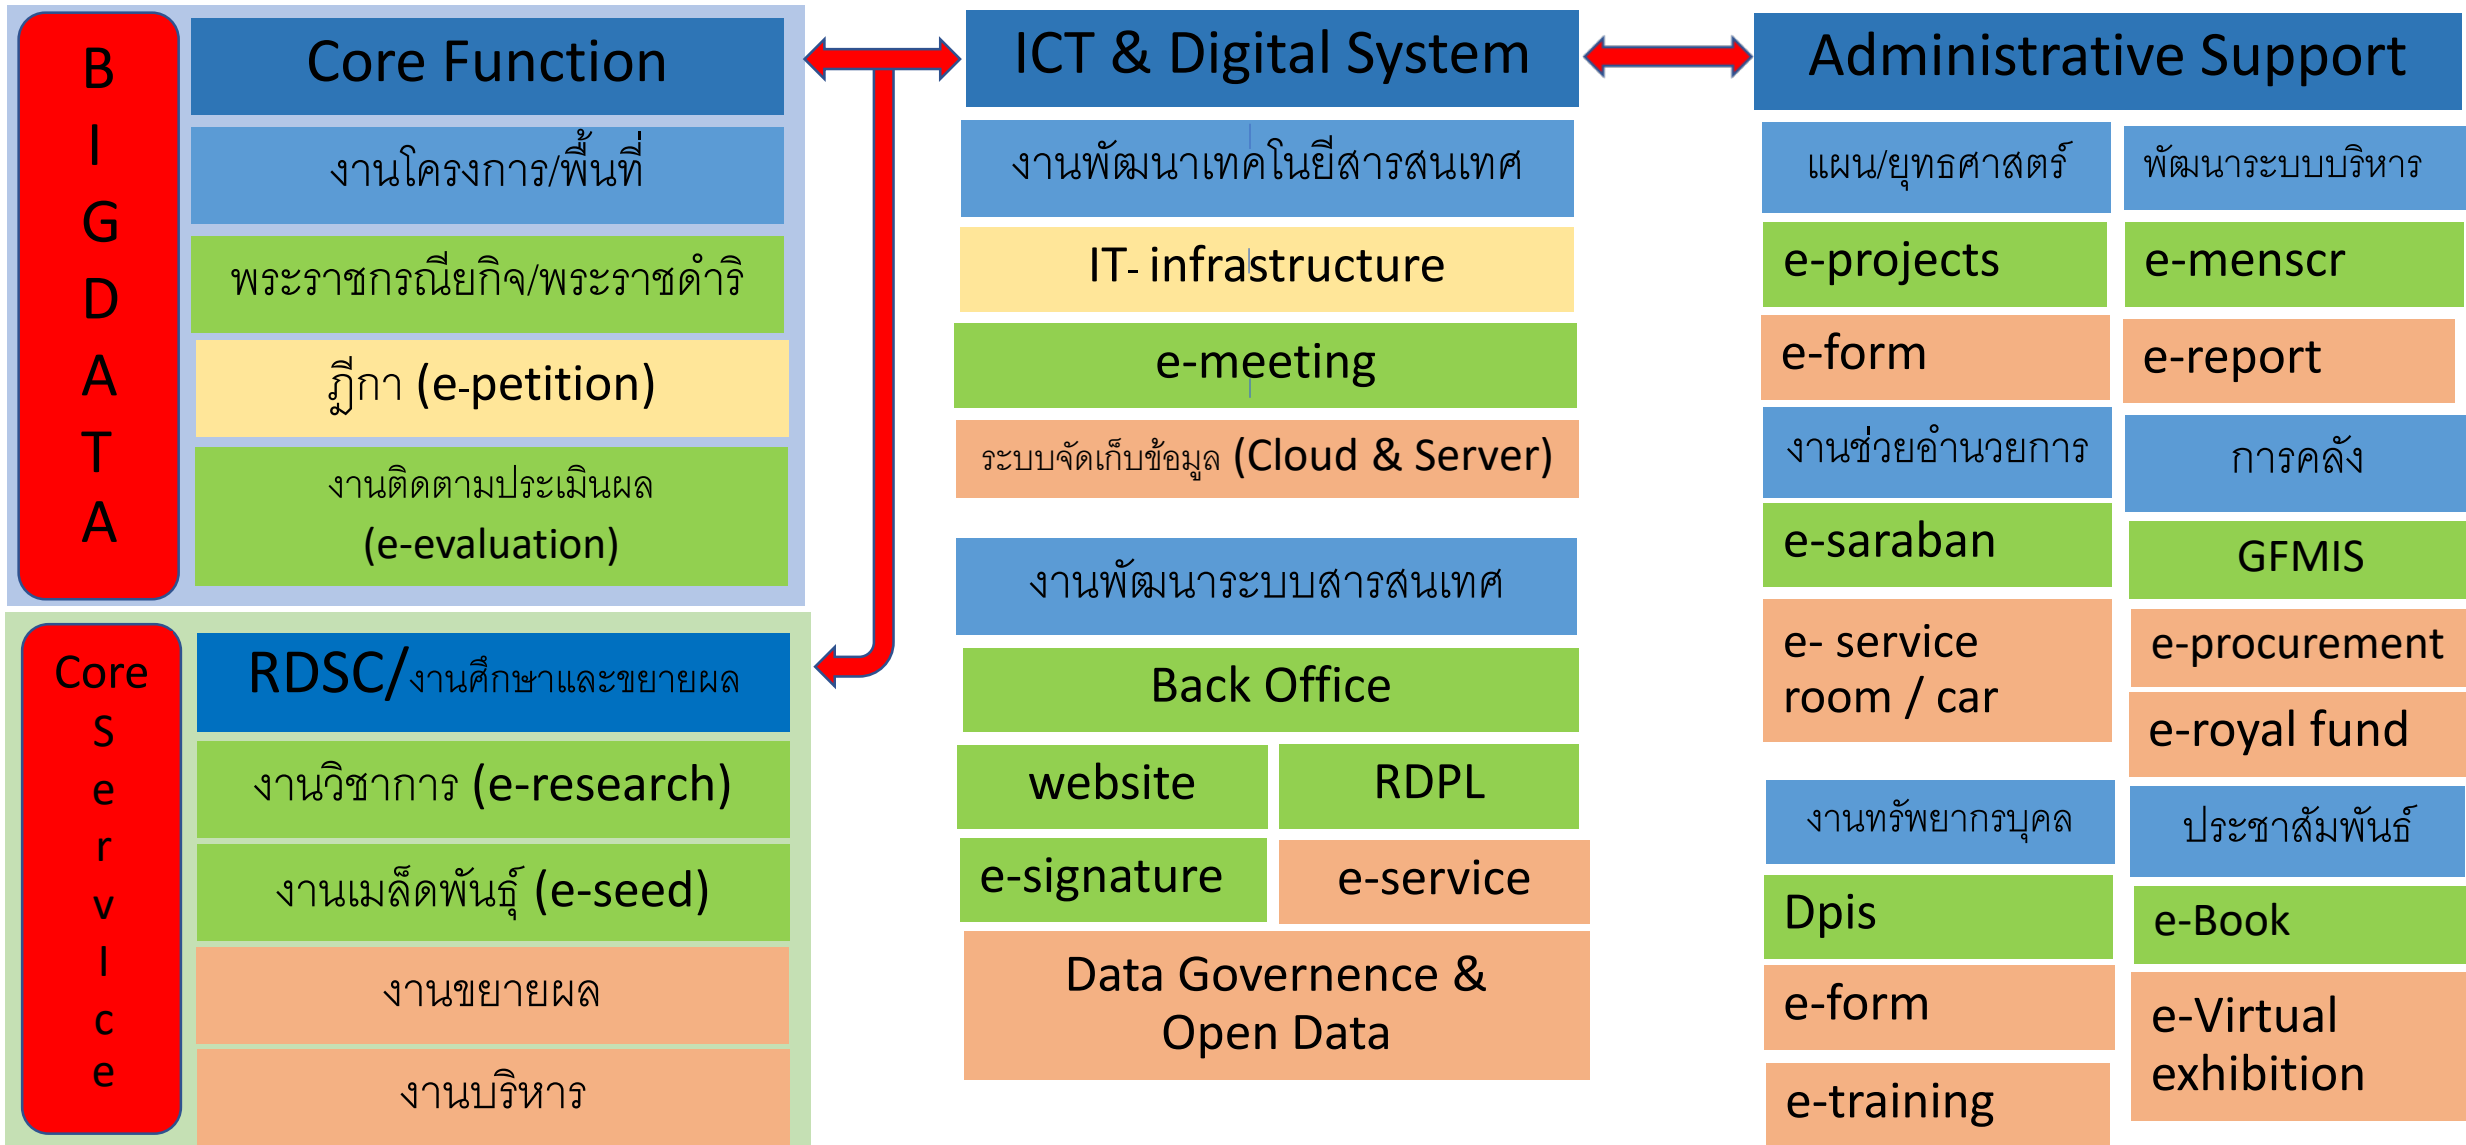 BIGDATA
Core Function
งานโครงการ/พื้นที่
พระราชกรณียกิจ/พระราชดำริ
ฎีกา (e-petition)
งานติดตามประเมินผล
(e-evaluation)
Core
ServIce
RDSC/งานศึกษาและขยายผล
งานวิชาการ (e-research)
งานเมล็ดพันธุ์ (e-seed)
งานขยายผล
งานบริหาร
ICT & Digital System
งานพัฒนาเทคโนยีสารสนเทศ
IT- infrastructure
e-meeting
ระบบจัดเก็บข้อมูล (Cloud & Server)
งานพัฒนาระบบสารสนเทศ
Back Office
website
RDPL
e-signature
e-service
Data Governence &
Open Data
Administrative Support
แผน/ยุทธศาสตร์
e-projects
e-form
งานช่วยอำนวยการ
e-saraban
e- service
room / car
งานทรัพยากรบุคล
Dpis
e-form
e-training
พัฒนาระบบบริหาร
e-menscr
e-report
การคลัง
GFMIS
e-procurement
e-royal fund
ประชาสัมพันธ์
e-Book
e-Virtual
exhibition